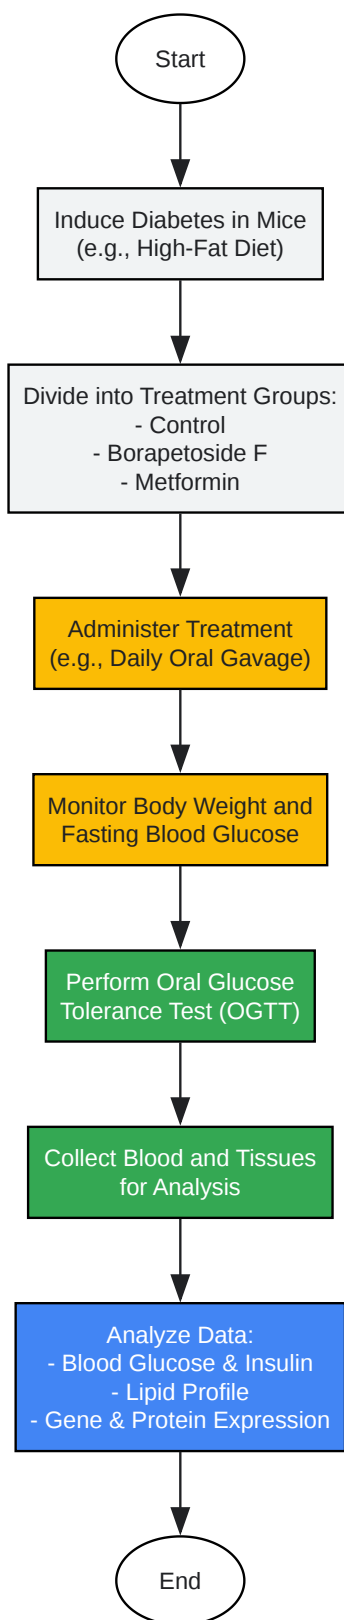 Start
Induce Diabetes in Mice
(e.g., High-Fat Diet)
Divide into Treatment Groups:
- Control
- Borapetoside F
- Metformin
Administer Treatment
(e.g., Daily Oral Gavage)
Monitor Body Weight and
Fasting Blood Glucose
Perform Oral Glucose
Tolerance Test (OGTT)
Collect Blood and Tissues
for Analysis
Analyze Data:
- Blood Glucose & Insulin
- Lipid Profile
- Gene & Protein Expression
End